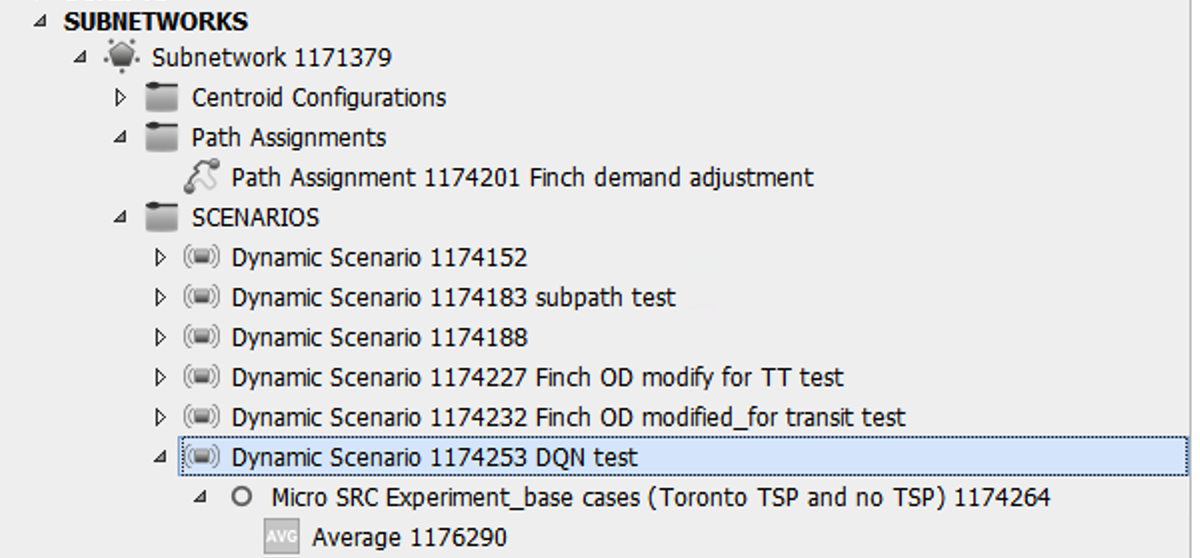 SUBNETWORKS
Subnetwork 1171379
Centroid Configurations
Path Assignments
Path Assignment 1174201 Finch demand adjustment
SCENARIOS
Dynamic Scenario 1174152
Dynamic Scenario 1174183 subpath test
Dynamic Scenario 1174188
Dynamic Scenario 1174227 Finch OD modify for TT test
Dynamic Scenario 1174232 Finch OD modified_for transit test
Dynamic Scenario 1174253 DQN test
Micro SRC Experiment_base cases (Toronto TSP and no TSP) 1174264
AVG Average 1176290